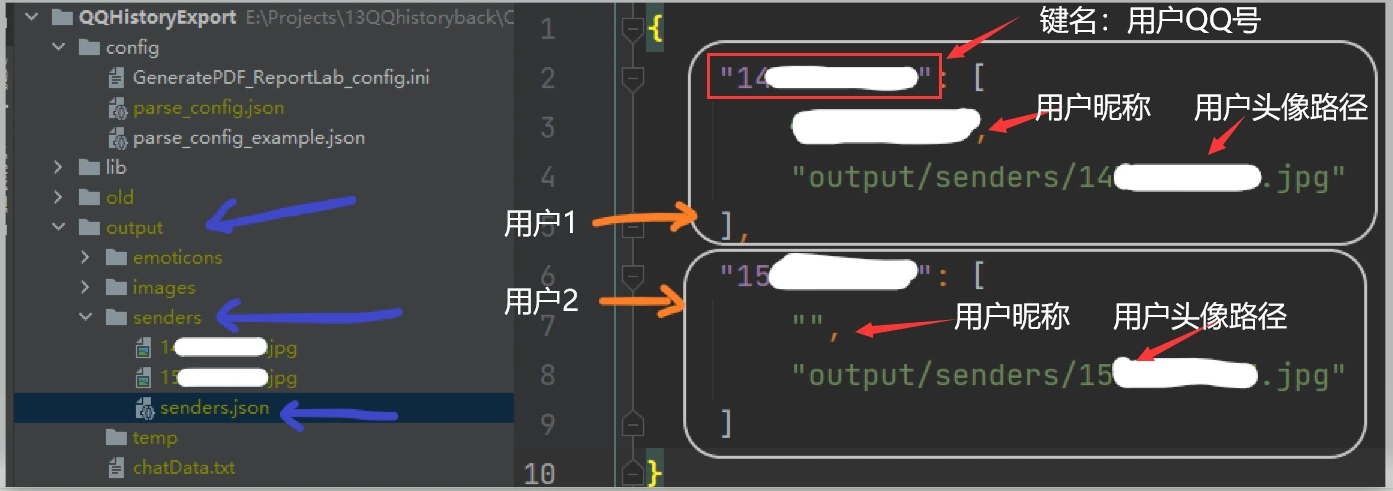 QQHistoryExport E:\Projects\13QQhistoryback\
config
GeneratePDF_ReportLab_config.ini
parse_config.json
parse_config_example.json
lib
old
output
emoticons
images
senders
14 jpg
15 jpg
senders.json
temp
chatData.txt
键名：用户QQ号
1 {
2 "14 ": [
用户昵称 用户头像路径
3 ,
4 "output/senders/14 .jpg"
用户1
5 ],
6 "15 ": [
用户2
用户昵称 用户头像路径
7 "",
8 "output/senders/15 .jpg"
9 ]
10 }